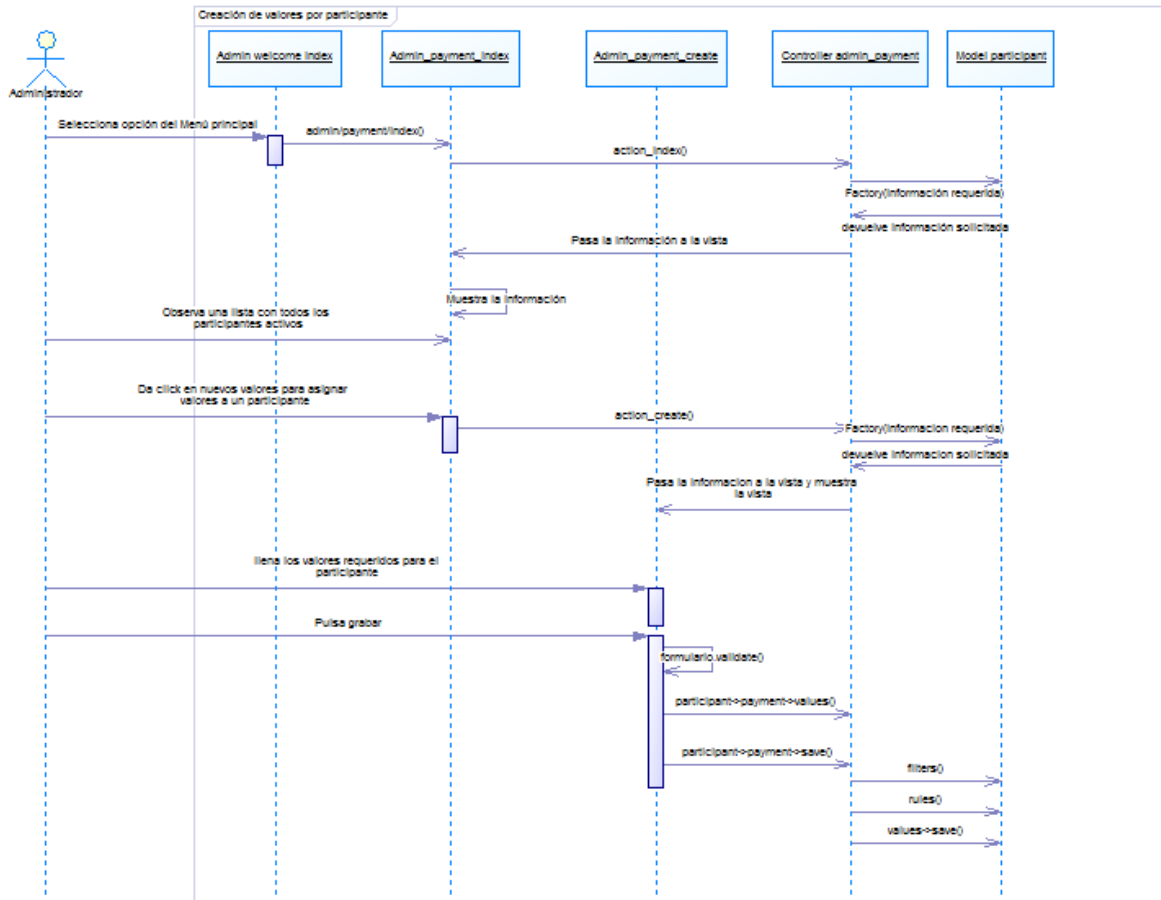 Creación de valores por participante
Administrador
Admin welcome index
Admin_payment_index
Admin_payment_create
Controller admin_payment
Model participant
Selecciona opción del Menú principal
admin/payment/index()
action_index()
Factory(información requerida)
devuelve información solicitada
Pasa la información a la vista
Muestra la información
Observa una lista con todos los
participantes activos
Da click en nuevos valores para asignar
valores a un participante
action_create()
Factory(informacion requerida)
devuelve informacion solicitada
Pasa la informacion a la vista y muestra
la vista
llena los valores requeridos para el
participante
Pulsa grabar
formulario.validate()
participant->payment->values()
participant->payment->save()
filters()
rules()
values->save()